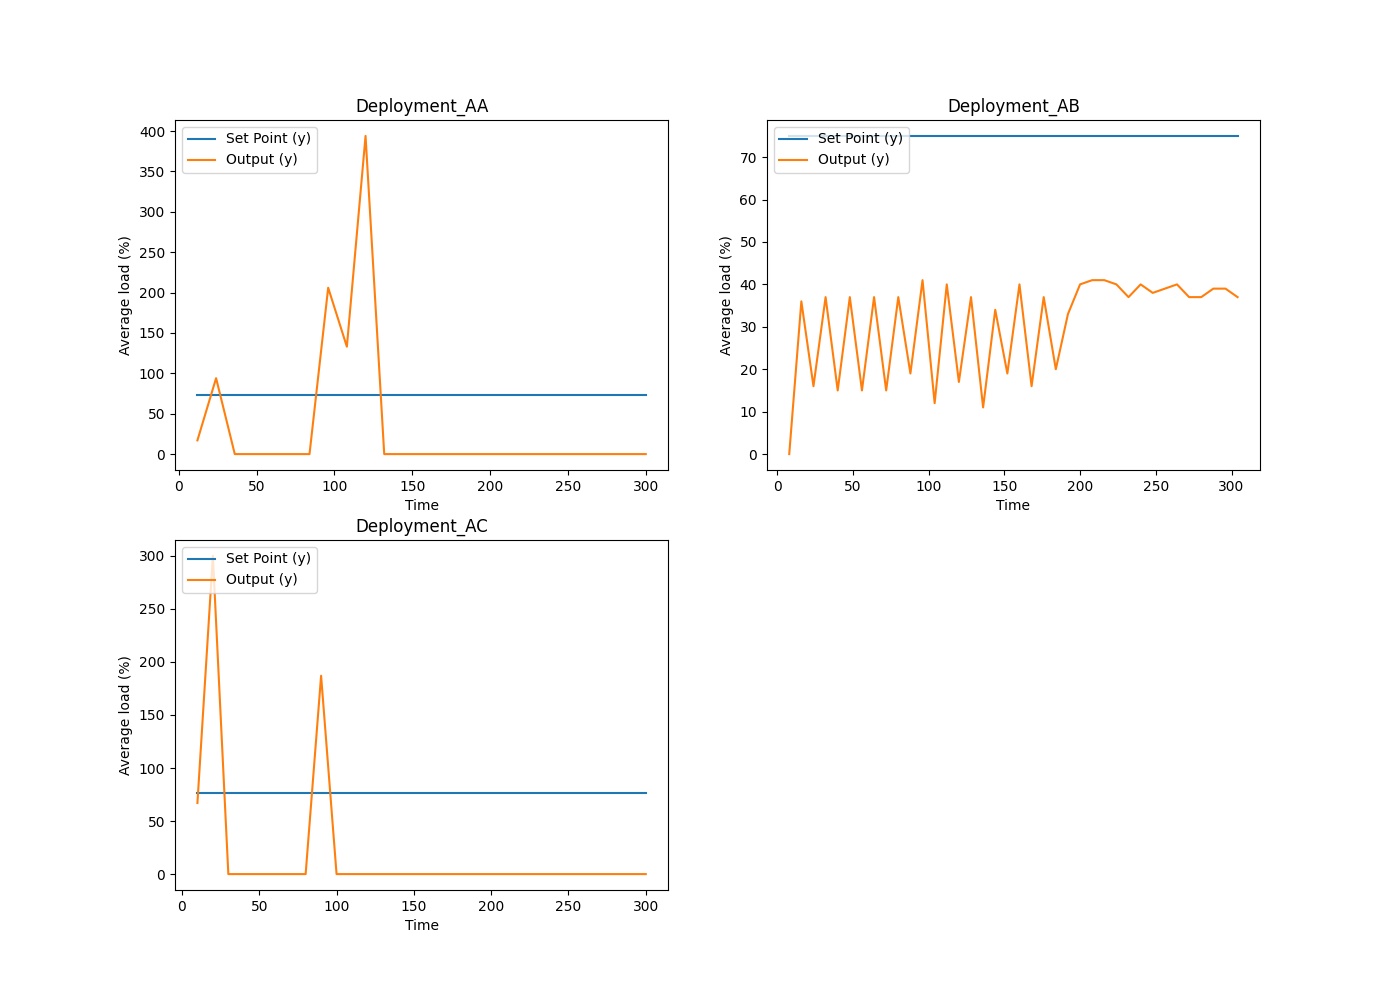 Deployment_AA
Set Point (y)
Output (y)
Average load (%)
400
350
300
250
200
150
100
50
0
0 50 100 150 200 250 300
Time
Deployment_AB
Set Point (y)
Output (y)
Average load (%)
70
60
50
40
30
20
10
0
0 50 100 150 200 250 300
Time
Deployment_AC
Set Point (y)
Output (y)
Average load (%)
300
250
200
150
100
50
0
0 50 100 150 200 250 300
Time